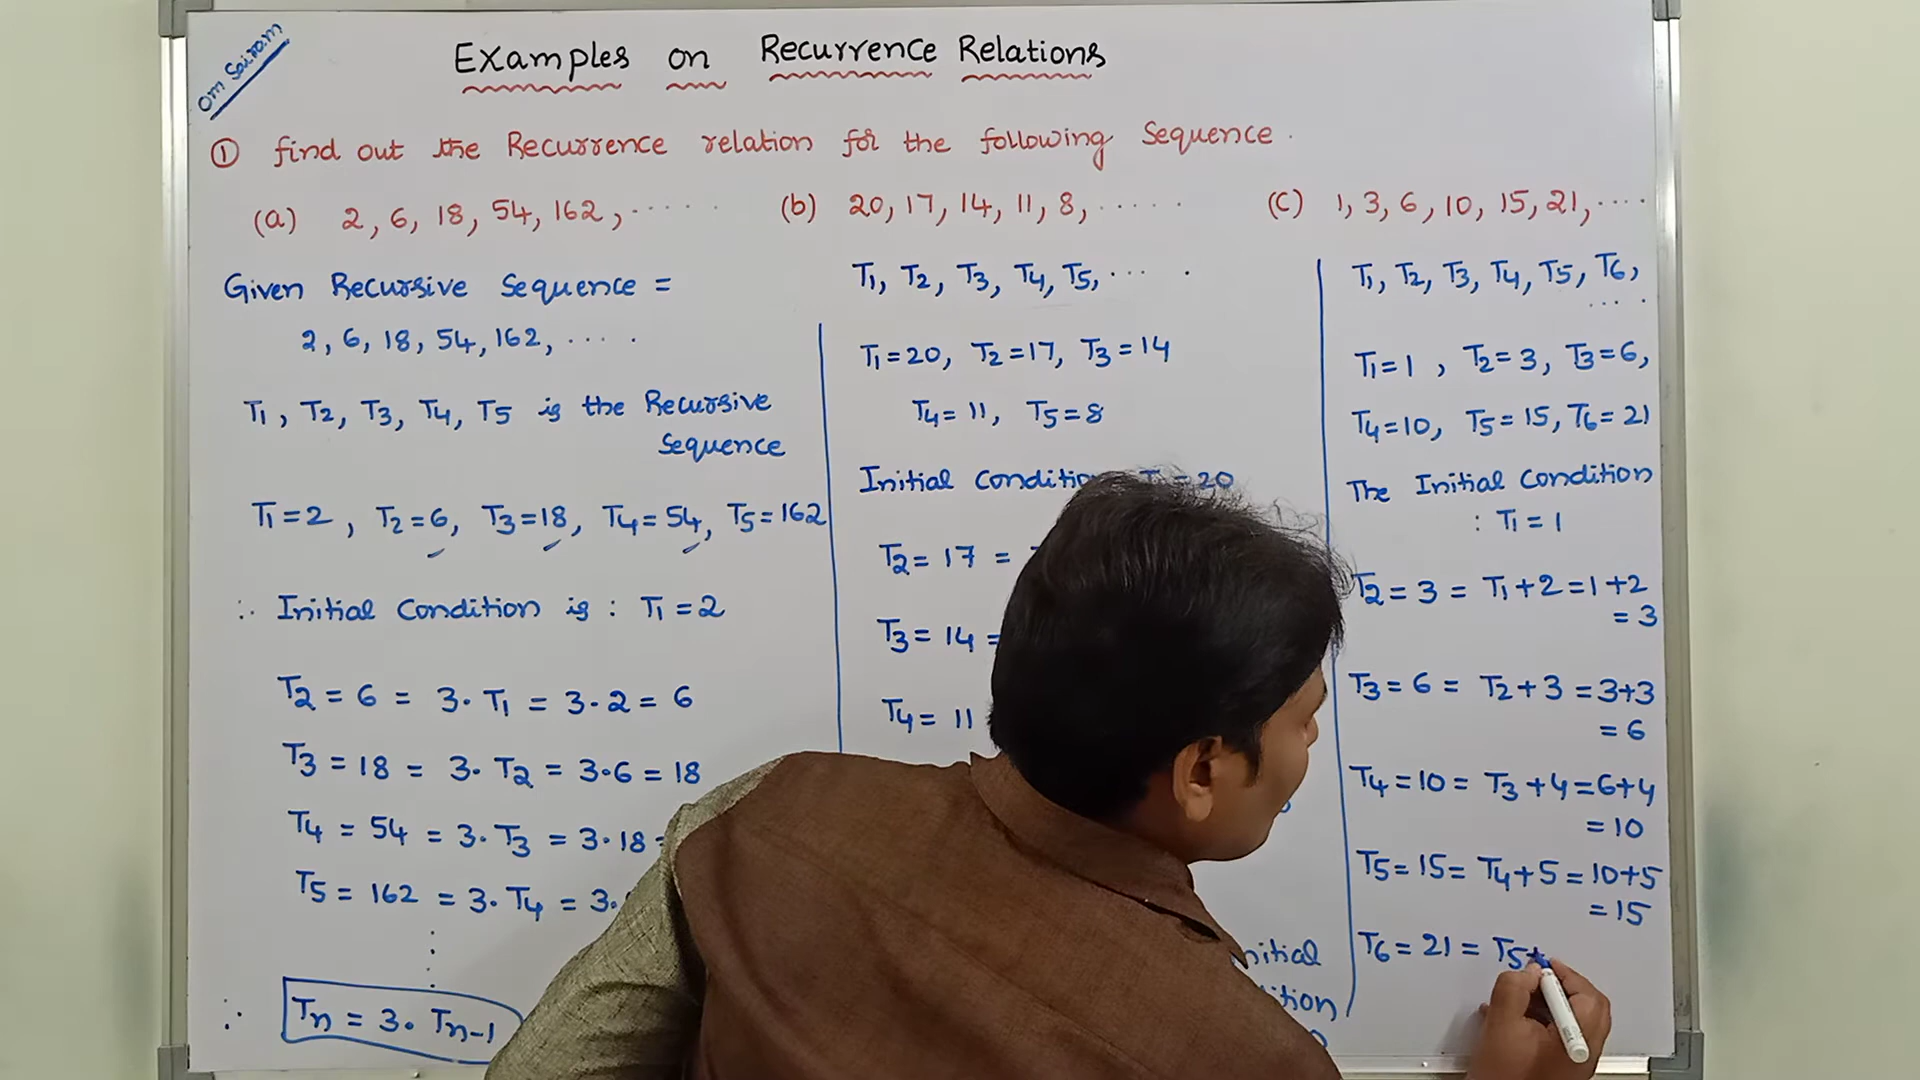 Om Sairam
Examples on Recurrence Relations
① find out the Recurrence relation for the following Sequence.
(a) 2, 6, 18, 54, 162, ...... (b) 20, 17, 14, 11, 8, ..... (c) 1, 3, 6, 10, 15, 21, ....
Given Recursive Sequence =
2, 6, 18, 54, 162, .... .
T1, T2, T3, T4, T5 is the Recursive
Sequence
T1 = 2, T2 = 6, T3 = 18, T4 = 54, T5 = 162
∴ Initial Condition is : T1 = 2
T2 = 6 = 3. T1 = 3.2 = 6
T3 = 18 = 3. T2 = 3.6 = 18
T4 = 54 = 3. T3 = 3.18
T5 = 162 = 3. T4 = 3.
∴ Tn = 3. Tn-1
T1, T2, T3, T4, T5, ... .
T1 = 20, T2 = 17, T3 = 14
T4 = 11, T5 = 8
Initial = 20
T2 = 17 =
T3 = 14 =
T4 = 11
T1, T2, T3, T4, T5, T6,
....
T1 = 1, T2 = 3, T3 = 6,
T4 = 10, T5 = 15, T6 = 21
The Initial Condition
: T1 = 1
T2 = 3 = T1 + 2 = 1 + 2
= 3
T3 = 6 = T2 + 3 = 3 + 3
= 6
T4 = 10 = T3 + 4 = 6 + 4
= 10
T5 = 15 = T4 + 5 = 10 + 5
= 15
T6 = 21 = T5 +